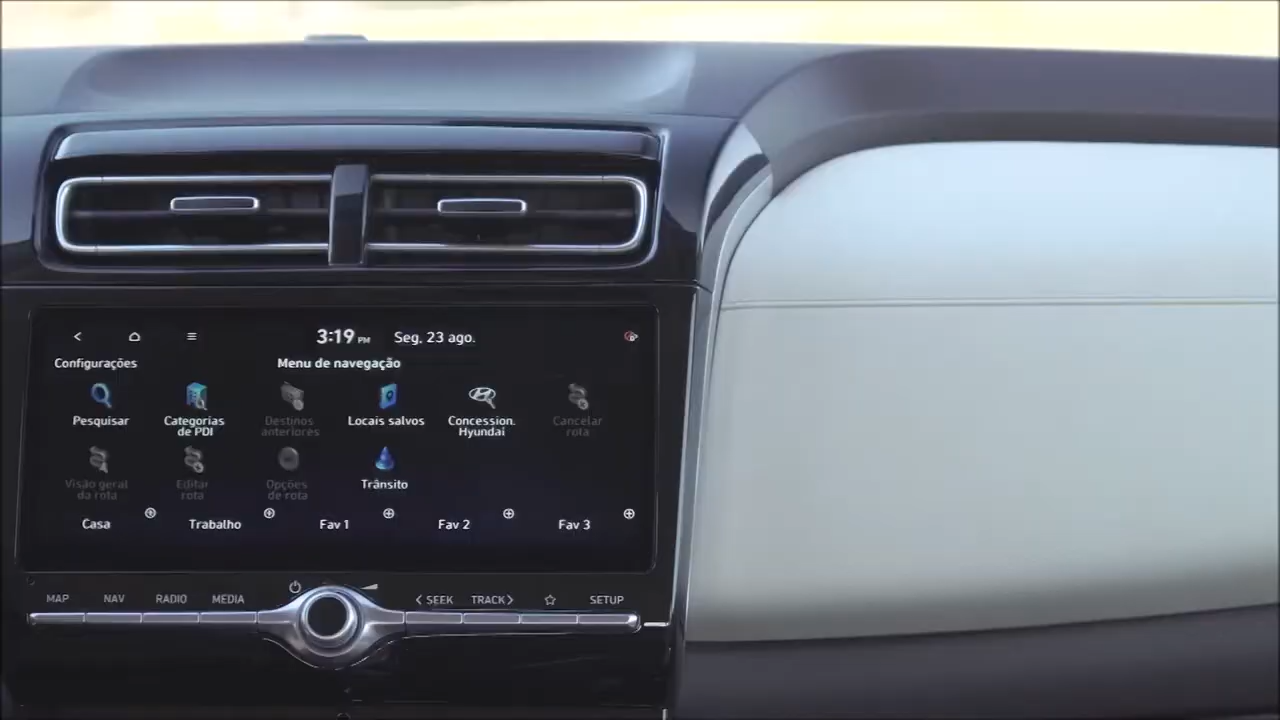 3:19 PM Seg, 23 ago.
Configurações Menu de navegação
Pesquisar
Categorias
de PDI
Destinos
anteriores
Locais salvos
Concession.
Hyundai
Cancelar
rota
Visão geral
da rota
Editar
rota
Opções
de rota
Trânsito
Casa Trabalho Fav 1 Fav 2 Fav 3
MAP NAV RADIO MEDIA < SEEK TRACK > SETUP